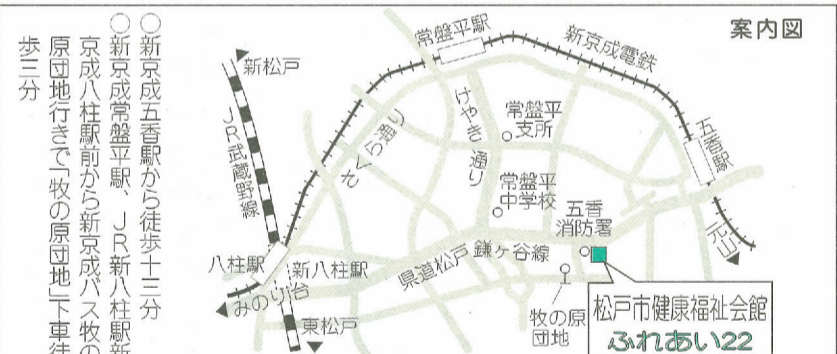 案内図
新京成電鉄
常盤平駅
五香駅
元山
新松戸
JR武蔵野線
さくら通り
けやき通り
常盤平
支所
常盤平
中学校
五香
消防署
県道松戸鎌ヶ谷線
八柱駅
新八柱駅
みのり台
東松戸
牧の原
団地
松戸市健康福祉会館
ふれあい22
○新京成五香駅から徒歩十三分
○新京成常盤平駅、JR新八柱駅新
京成八柱駅前から新京成バス牧の
原団地行きで「牧の原団地」下車徒
歩三分